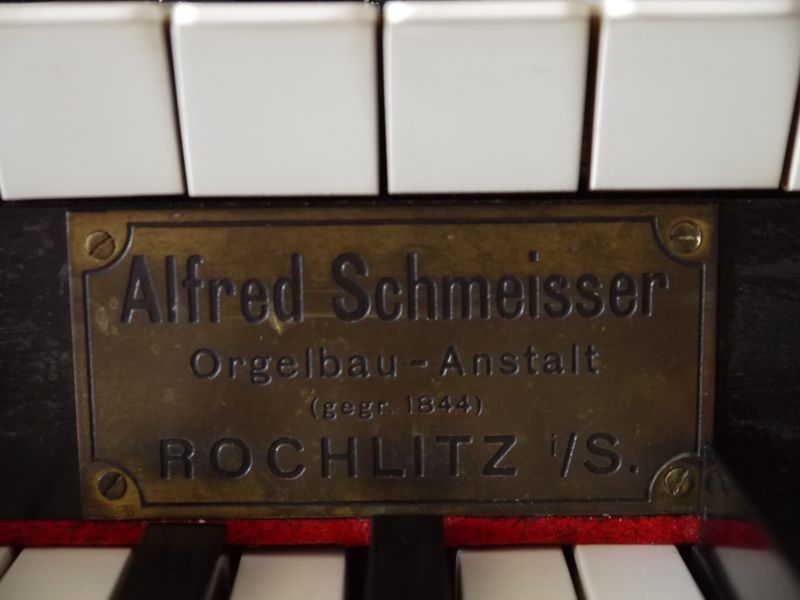 Alfred Schmeisser
Orgelbau-Anstalt
(gegr. 1844)
ROCHLITZ i/S.